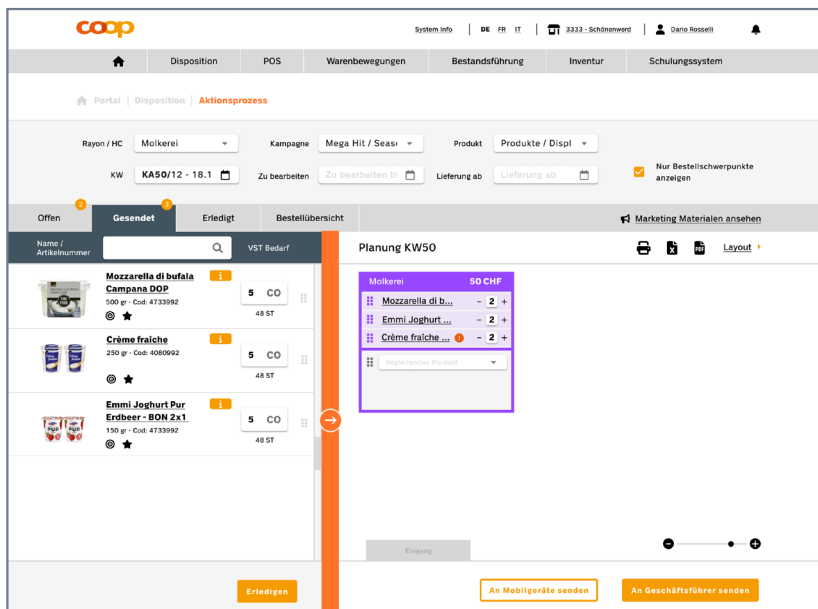 coop
System info DE FR IT 3333 - Schönenwerd Dario Rosselli
Disposition POS Warenbewegungen Bestandsführung Inventur Schulungssystem
Portal Disposition Aktionsprozess
Rayon / HC Molkerei Kampagne Mega Hit / Seas Produkt Produkte / Displ
KW KA50/12 - 18.1 Zu bearbeiten Zu bearbeiten bi Lieferung ab Lieferung ab
Nur Bestellschwerpunkte
anzeigen
Offen 2 Gesendet 3 Erledigt Bestellübersicht Marketing Materialen ansehen
Name /
Artikelnummer
VST Bedarf
Planung KW50
X PDF Layout
Mozzarella di bufala
Campana DOP
500 gr - Cod: 4733992
i
5 CO
48 ST
Crème fraîche
250 gr - Cod: 4080992
i
5 CO
48 ST
Emmi Joghurt Pur
Erdbeer - BON 2x1
150 gr - Cod: 4733992
i
5 CO
48 ST
Molkerei 50 CHF
Mozzarella di b... - 2 +
Emmi Joghurt ... - 2 +
Crème fraîche ... ! - 2 +
Begleitendes Produkt
Eingang
Erledigen
An Mobilgeräte senden
An Geschäftsführer senden